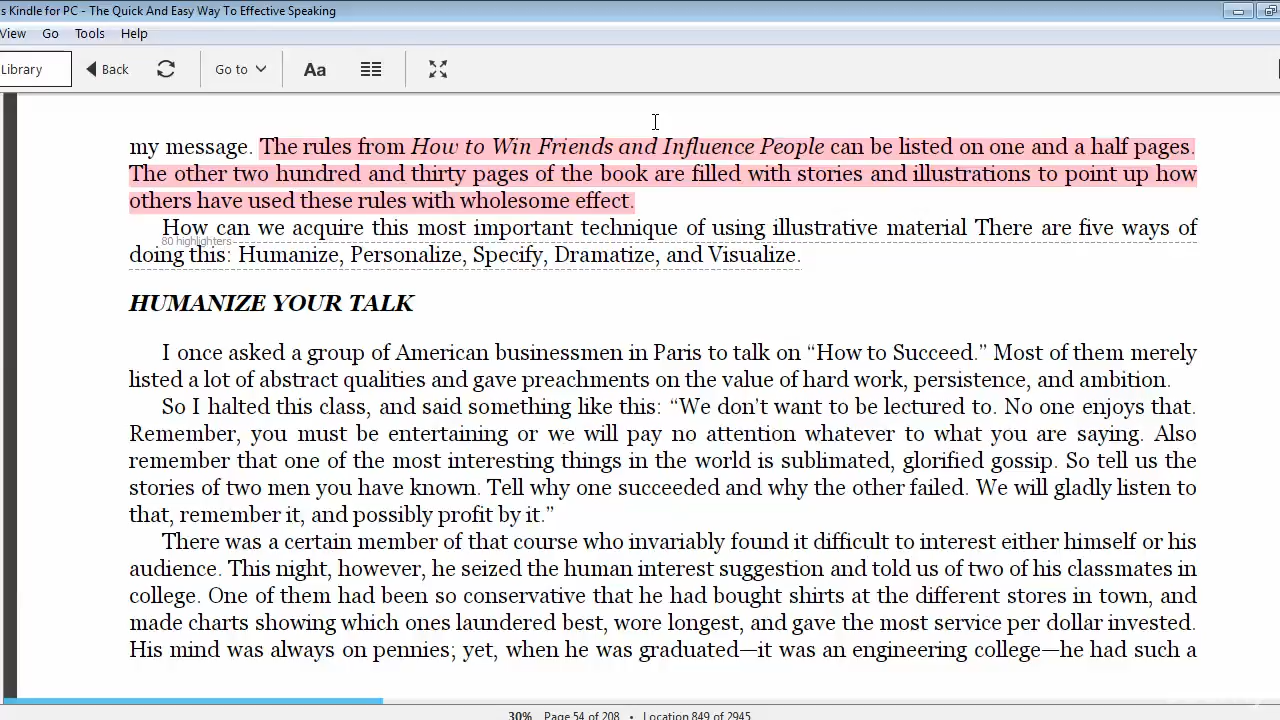 s Kindle for PC - The Quick And Easy Way To Effective Speaking
View Go Tools Help
Library Back Go to Aa
my message. The rules from How to Win Friends and Influence People can be listed on one and a half pages.
The other two hundred and thirty pages of the book are filled with stories and illustrations to point up how
others have used these rules with wholesome effect.
How can we acquire this most important technique of using illustrative material There are five ways of
80 highlighters
doing this: Humanize, Personalize, Specify, Dramatize, and Visualize.
HUMANIZE YOUR TALK
I once asked a group of American businessmen in Paris to talk on “How to Succeed.” Most of them merely
listed a lot of abstract qualities and gave preachments on the value of hard work, persistence, and ambition.
So I halted this class, and said something like this: “We don’t want to be lectured to. No one enjoys that.
Remember, you must be entertaining or we will pay no attention whatever to what you are saying. Also
remember that one of the most interesting things in the world is sublimated, glorified gossip. So tell us the
stories of two men you have known. Tell why one succeeded and why the other failed. We will gladly listen to
that, remember it, and possibly profit by it.”
There was a certain member of that course who invariably found it difficult to interest either himself or his
audience. This night, however, he seized the human interest suggestion and told us of two of his classmates in
college. One of them had been so conservative that he had bought shirts at the different stores in town, and
made charts showing which ones laundered best, wore longest, and gave the most service per dollar invested.
His mind was always on pennies; yet, when he was graduated—it was an engineering college—he had such a
30% Page 54 of 208 • Location 849 of 2945